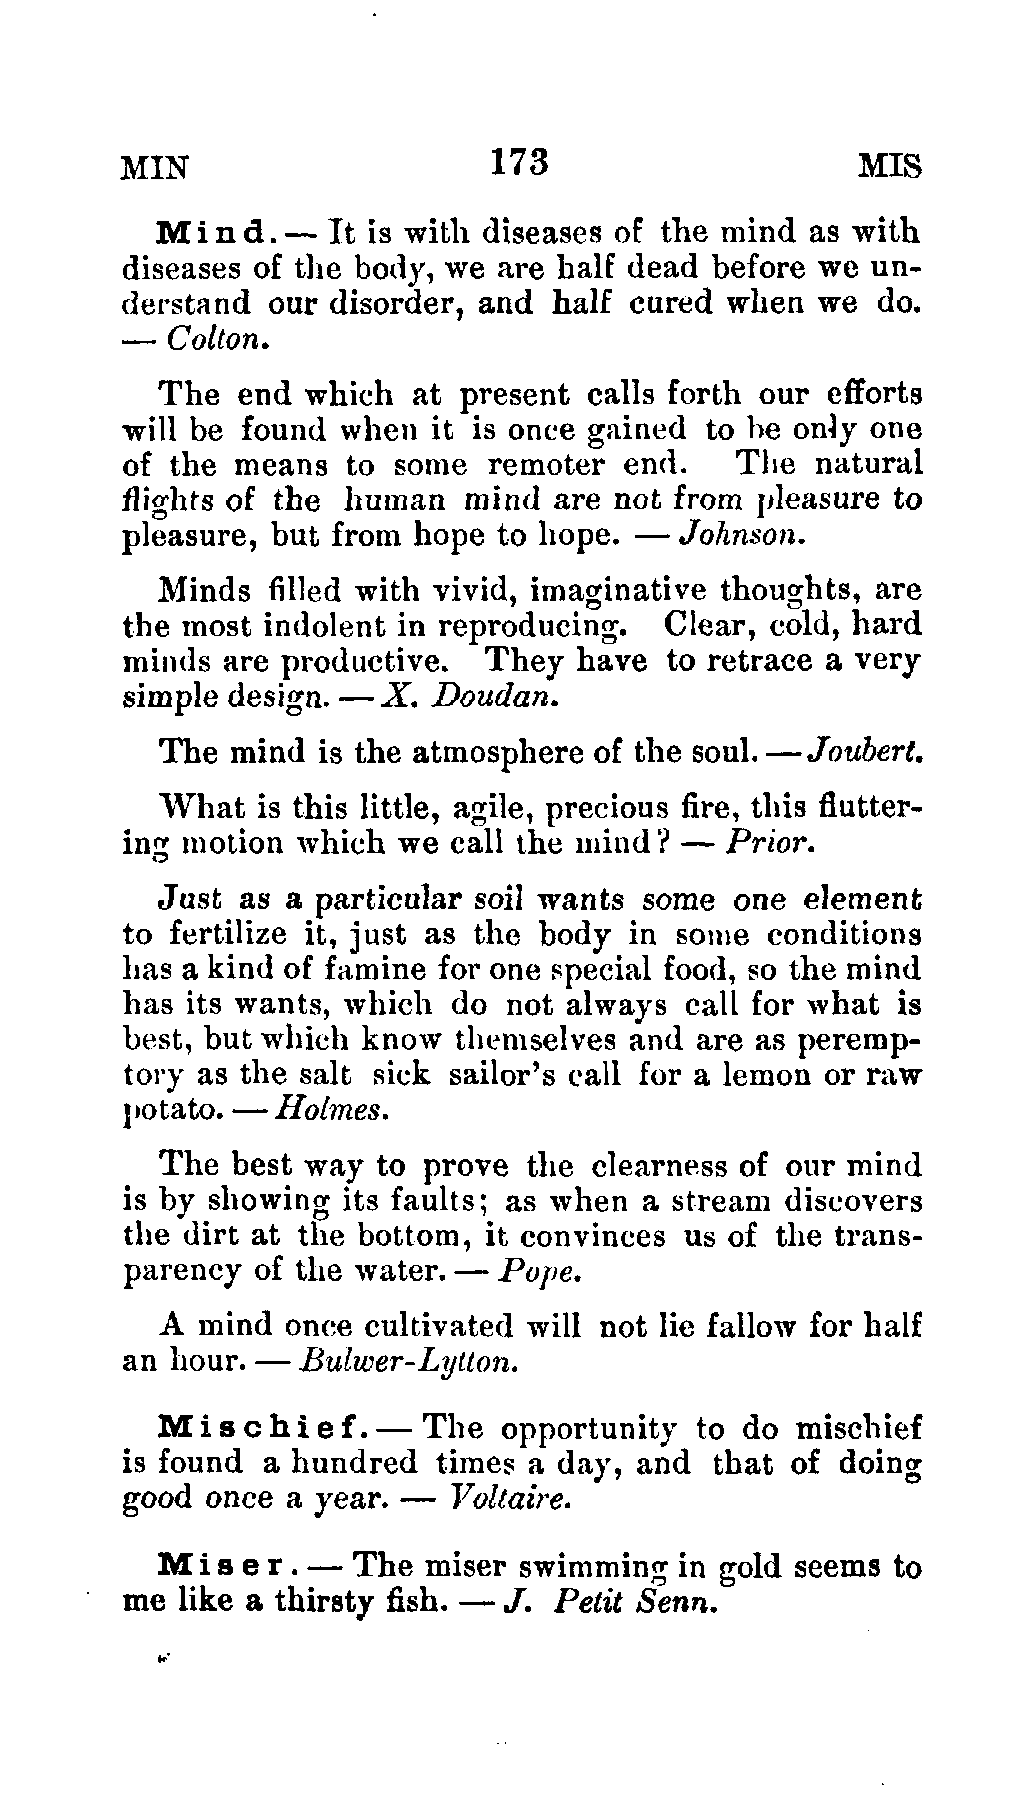 MIN 173 MIS
Mind.— It is with diseases of the mind as with
diseases of the body, we are half dead before we un-
derstand our disorder, and half cured when we do.
— Colton.
The end which at present calls forth our efforts
will be found when it is once gained to be only one
of the means to some remoter end. The natural
flights of the human mind are not from pleasure to
pleasure, but from hope to hope. — Johnson.
Minds filled with vivid, imaginative thoughts, are
the most indolent in reproducing. Clear, cold, hard
minds are productive. They have to retrace a very
simple design. — X. Doudan.
The mind is the atmosphere of the soul. — Joubert.
What is this little, agile, precious fire, this flutter-
ing motion which we call the mind? — Prior.
Just as a particular soil wants some one element
to fertilize it, just as the body in some conditions
has a kind of famine for one special food, so the mind
has its wants, which do not always call for what is
best, but which know themselves and are as peremp-
tory as the salt sick sailor's call for a lemon or raw
potato. — Holmes.
The best way to prove the clearness of our mind
is by showing its faults; as when a stream discovers
the dirt at the bottom, it convinces us of the trans-
parency of the water. — Pope.
A mind once cultivated will not lie fallow for half
an hour. — Bulwer-Lytton.
Mischief.— The opportunity to do mischief
is found a hundred times a day, and that of doing
good once a year. — Voltaire.
Miser.— The miser swimming in gold seems to
me like a thirsty fish. — J. Petit Senn.